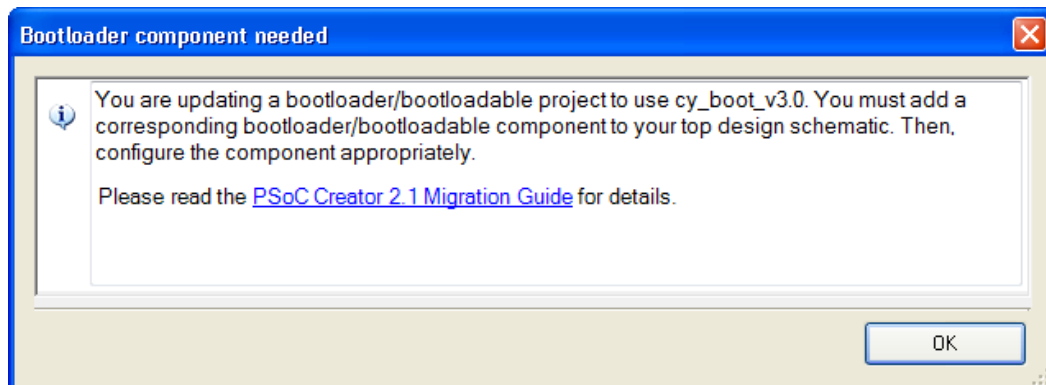 Bootloader component needed
You are updating a bootloader/bootloadable project to use cy_boot_v3.0. You must add a
corresponding bootloader/bootloadable component to your top design schematic. Then,
configure the component appropriately.
Please read the PSoC Creator 2.1 Migration Guide for details.
OK